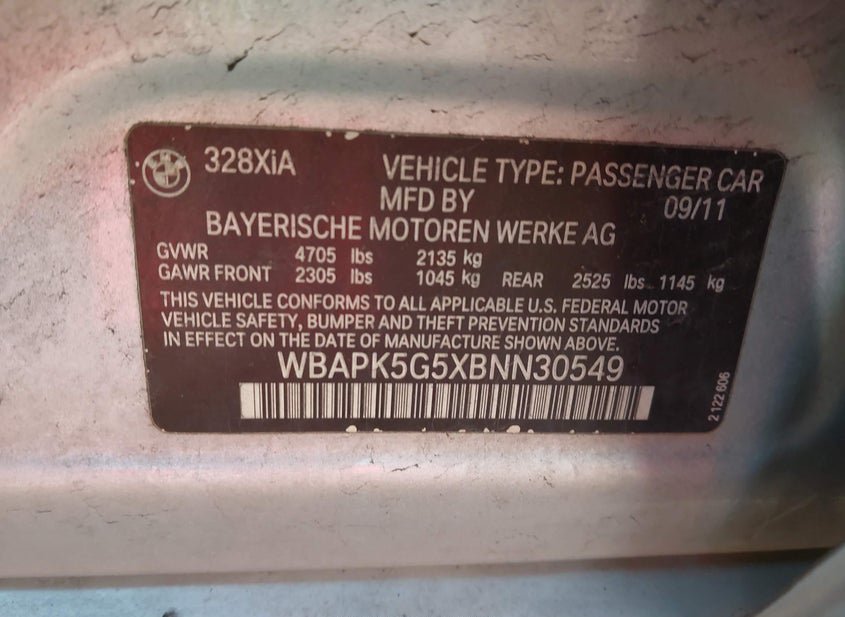 328XiA VEHICLE TYPE: PASSENGER CAR
MFD BY 09/11
BAYERISCHE MOTOREN WERKE AG
GVWR 4705 lbs 2135 kg
GAWR FRONT 2305 lbs 1045 kg REAR 2525 lbs 1145 kg
THIS VEHICLE CONFORMS TO ALL APPLICABLE U.S. FEDERAL MOTOR
VEHICLE SAFETY, BUMPER AND THEFT PREVENTION STANDARDS
IN EFFECT ON THE DATE OF MANUFACTURE SHOWN ABOVE.
WBAPK5G5XBNN30549
2 122 606